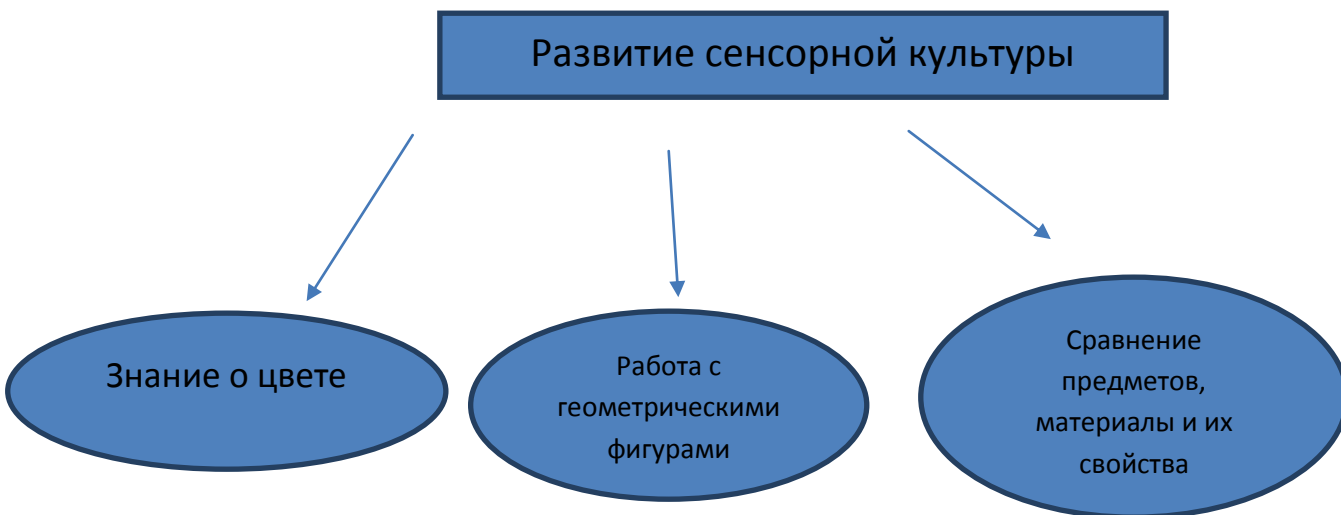 Развитие сенсорной культуры
Знание о цвете
Работа с
геометрическими
фигурами
Сравнение
предметов,
материалы и их
свойства